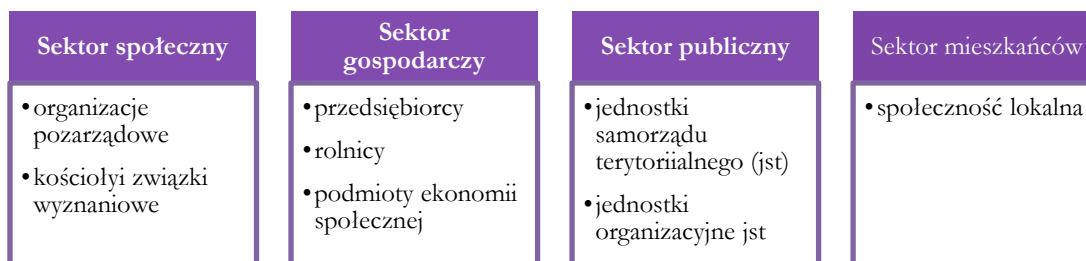 Sektor społeczny
• organizacje
pozarządowe
• kościołyi związki
wyznaniowe
Sektor
gospodarczy
• przedsiębiorcy
• rolnicy
• podmioty ekonomii
społecznej
Sektor publiczny
• jednostki
samorządu
terytoriialnego (jst)
• jednostki
organizacyjne jst
Sektor mieszkańców
• społeczność lokalna